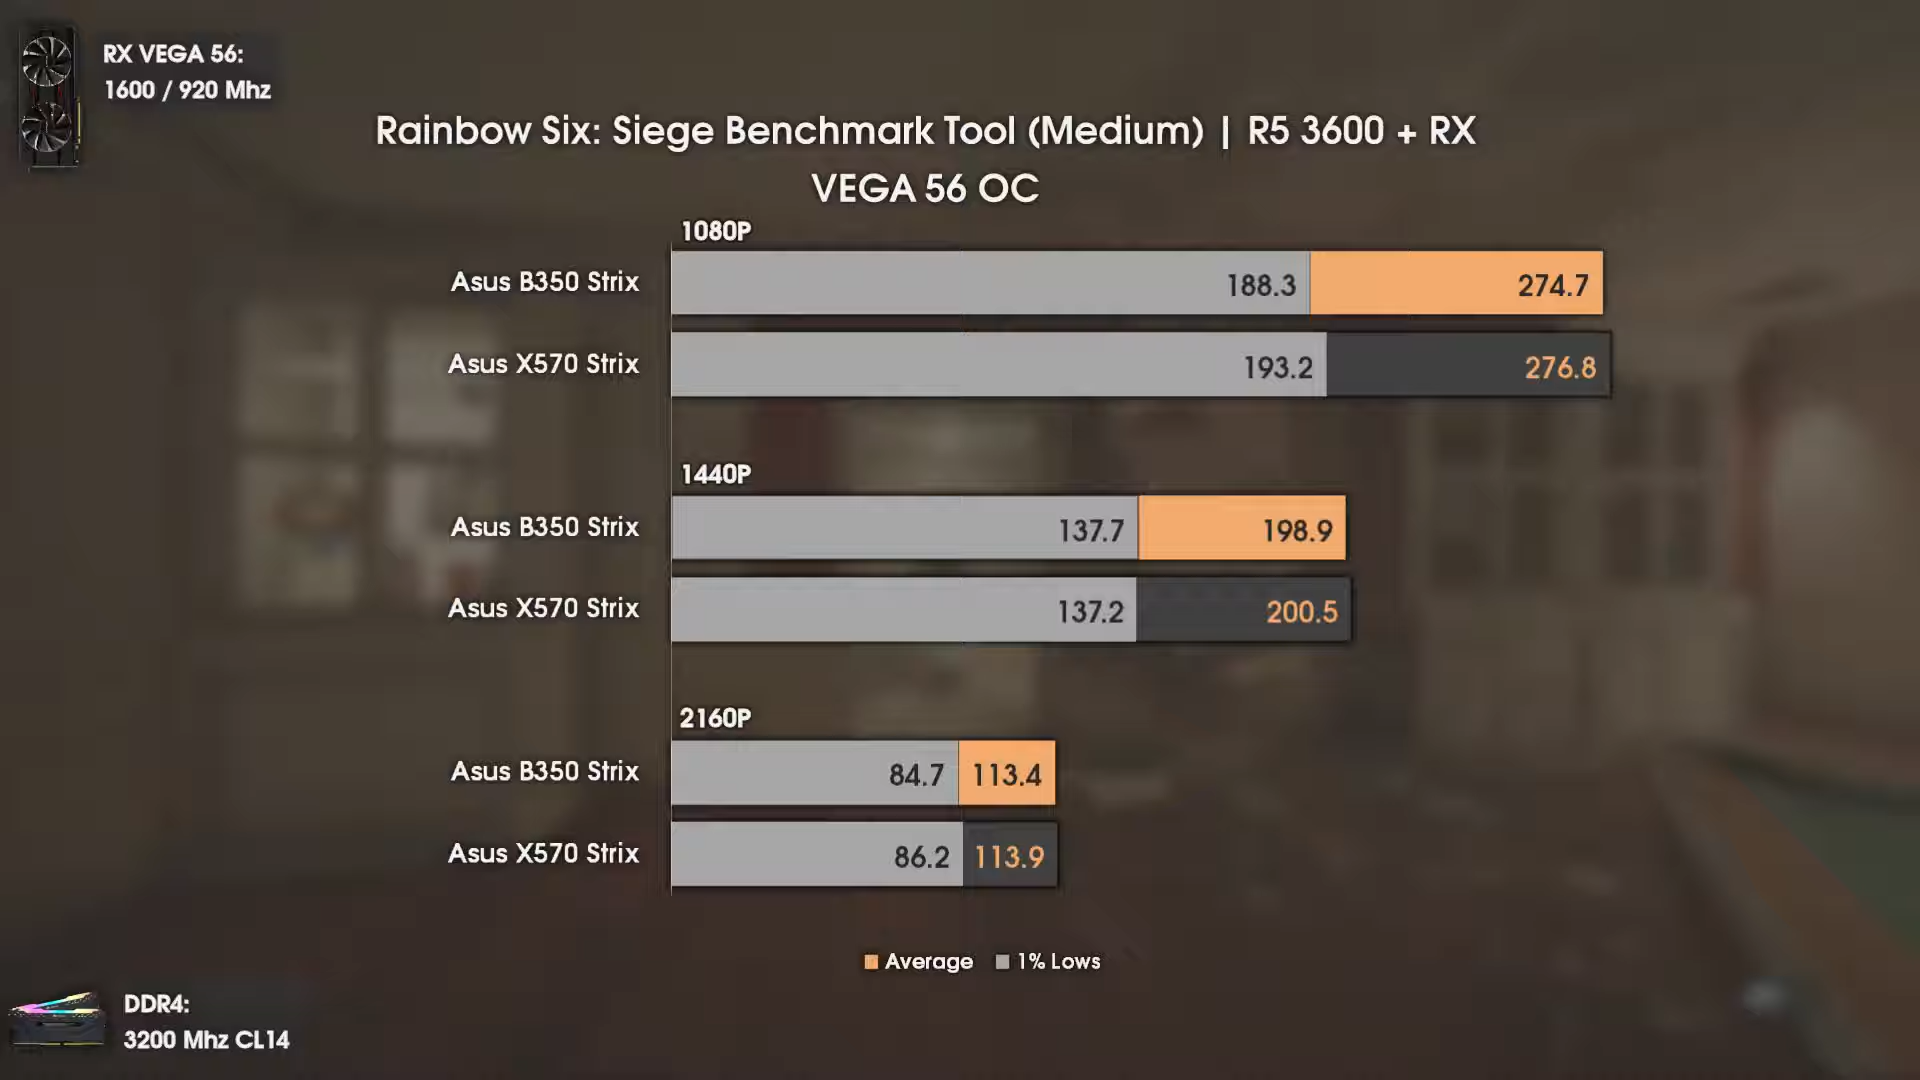 RX VEGA 56:
1600 / 920 Mhz
Rainbow Six: Siege Benchmark Tool (Medium) | R5 3600 + RX
VEGA 56 OC
1080P
Asus B350 Strix 188.3 274.7
Asus X570 Strix 193.2 276.8
1440P
Asus B350 Strix 137.7 198.9
Asus X570 Strix 137.2 200.5
2160P
Asus B350 Strix 84.7 113.4
Asus X570 Strix 86.2 113.9
Average 1% Lows
DDR4:
3200 Mhz CL14